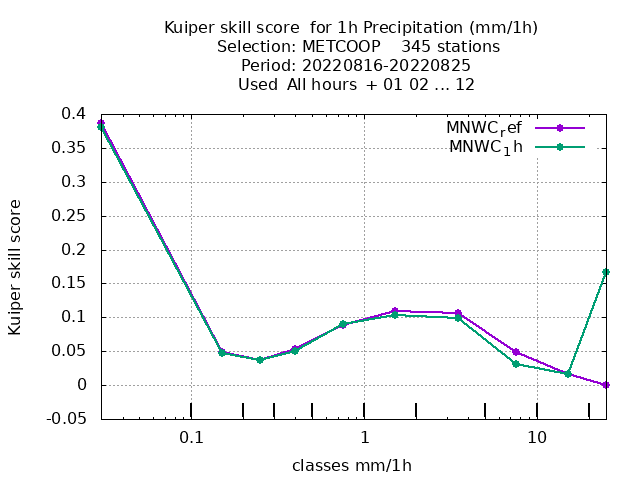 Kuiper skill score  for 1h Precipitation (mm/1h)
Selection: METCOOP    345 stations
Period: 20220816-20220825
Used  All hours  + 01 02 ... 12
MNWCref
MNWC1h
0.4
0.35
0.3
0.25
0.2
0.15
0.1
0.05
0
-0.05
Kuiper skill score
0.1 1 10
classes mm/1h